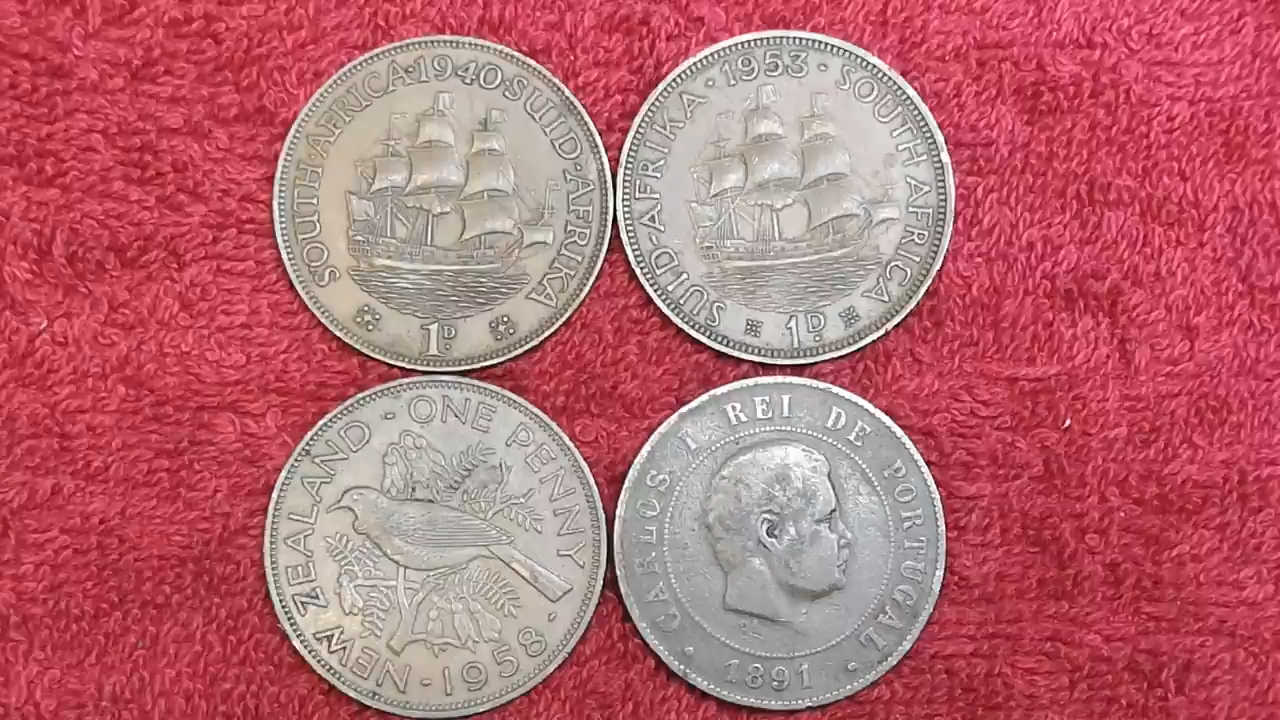 SOUTH·AFRICA·1940·SUID·AFRIKA
1D
SUID-AFRIKA · 1953 · SOUTH AFRICA
1D
NEW ZEALAND - ONE PENNY
· 1958 ·
CARLOS I REI DE PORTUGAL
· 1891 ·